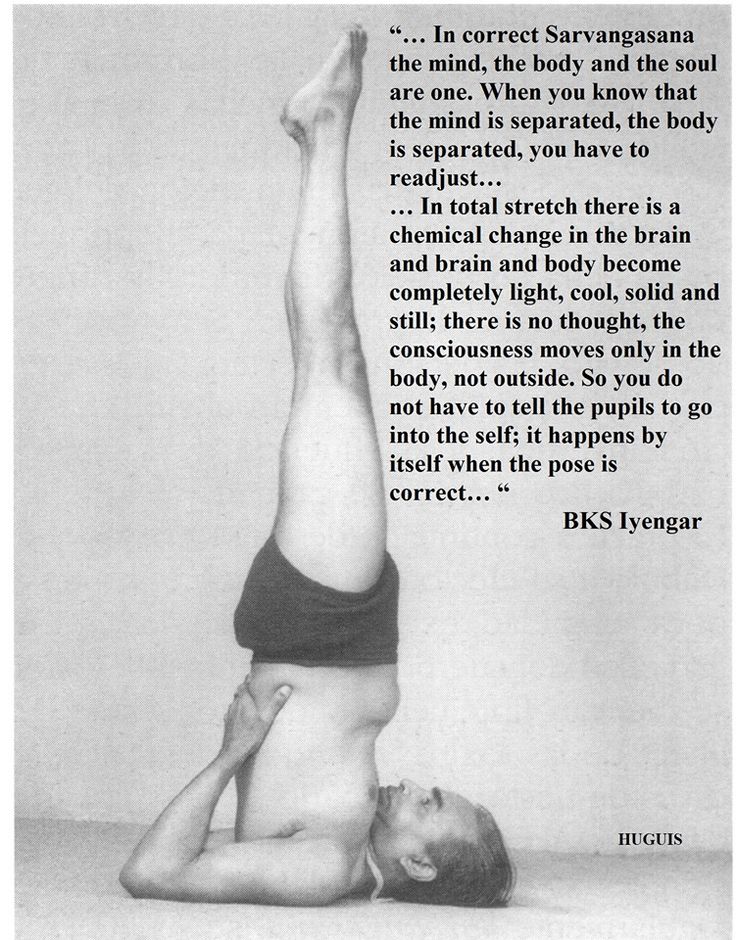 “… In correct Sarvangasana
the mind, the body and the soul
are one. When you know that
the mind is separated, the body
is separated, you have to
readjust…
… In total stretch there is a
chemical change in the brain
and brain and body become
completely light, cool, solid and
still; there is no thought, the
consciousness moves only in the
body, not outside. So you do
not have to tell the pupils to go
into the self; it happens by
itself when the pose is
correct… “
BKS Iyengar
HUGUIS